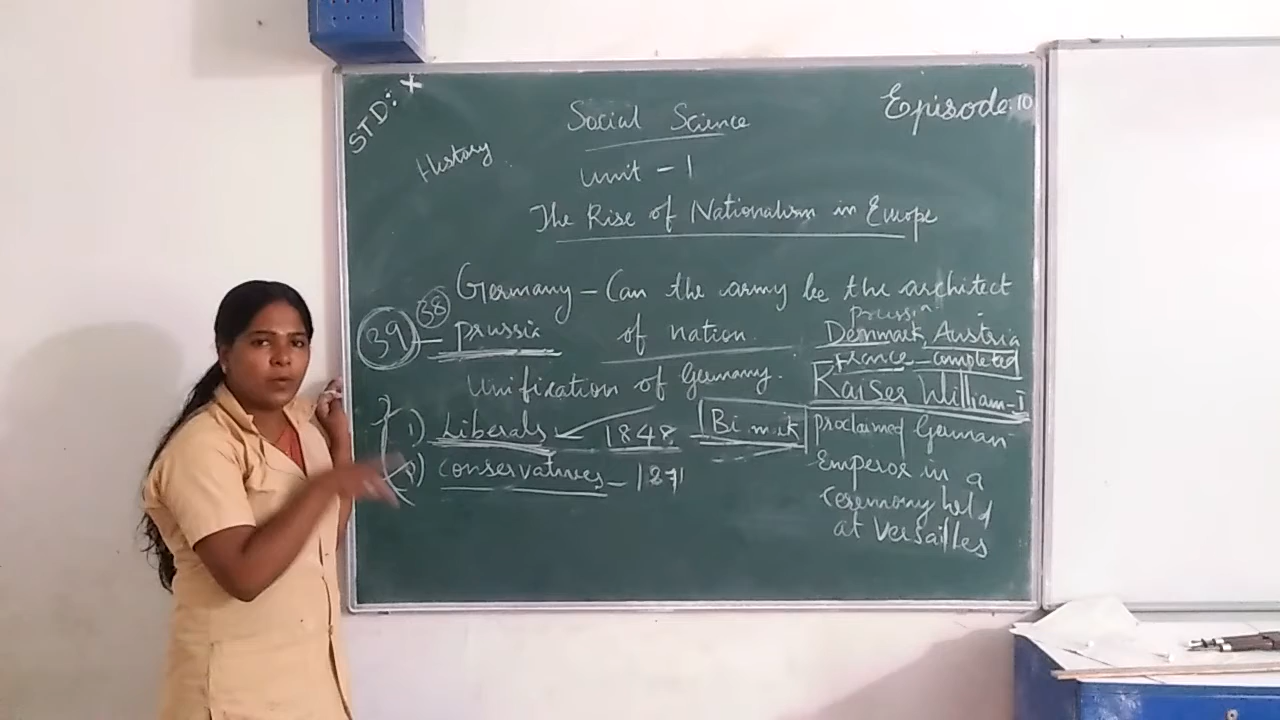 STD: X
Episode: 10
Social Science
History
Unit - 1
The Rise of Nationalism in Europe
Germany - Can the army be the architect
of nation
39 38 - Prussia
Unification of Germany.
1) Liberals 1848 - Bi
2) Conservatives - 1871
Prussia
Denmark, Austria
France - completed
Kaiser William-I
proclaimed German
Emperor in a
Ceremony held
at Versailles